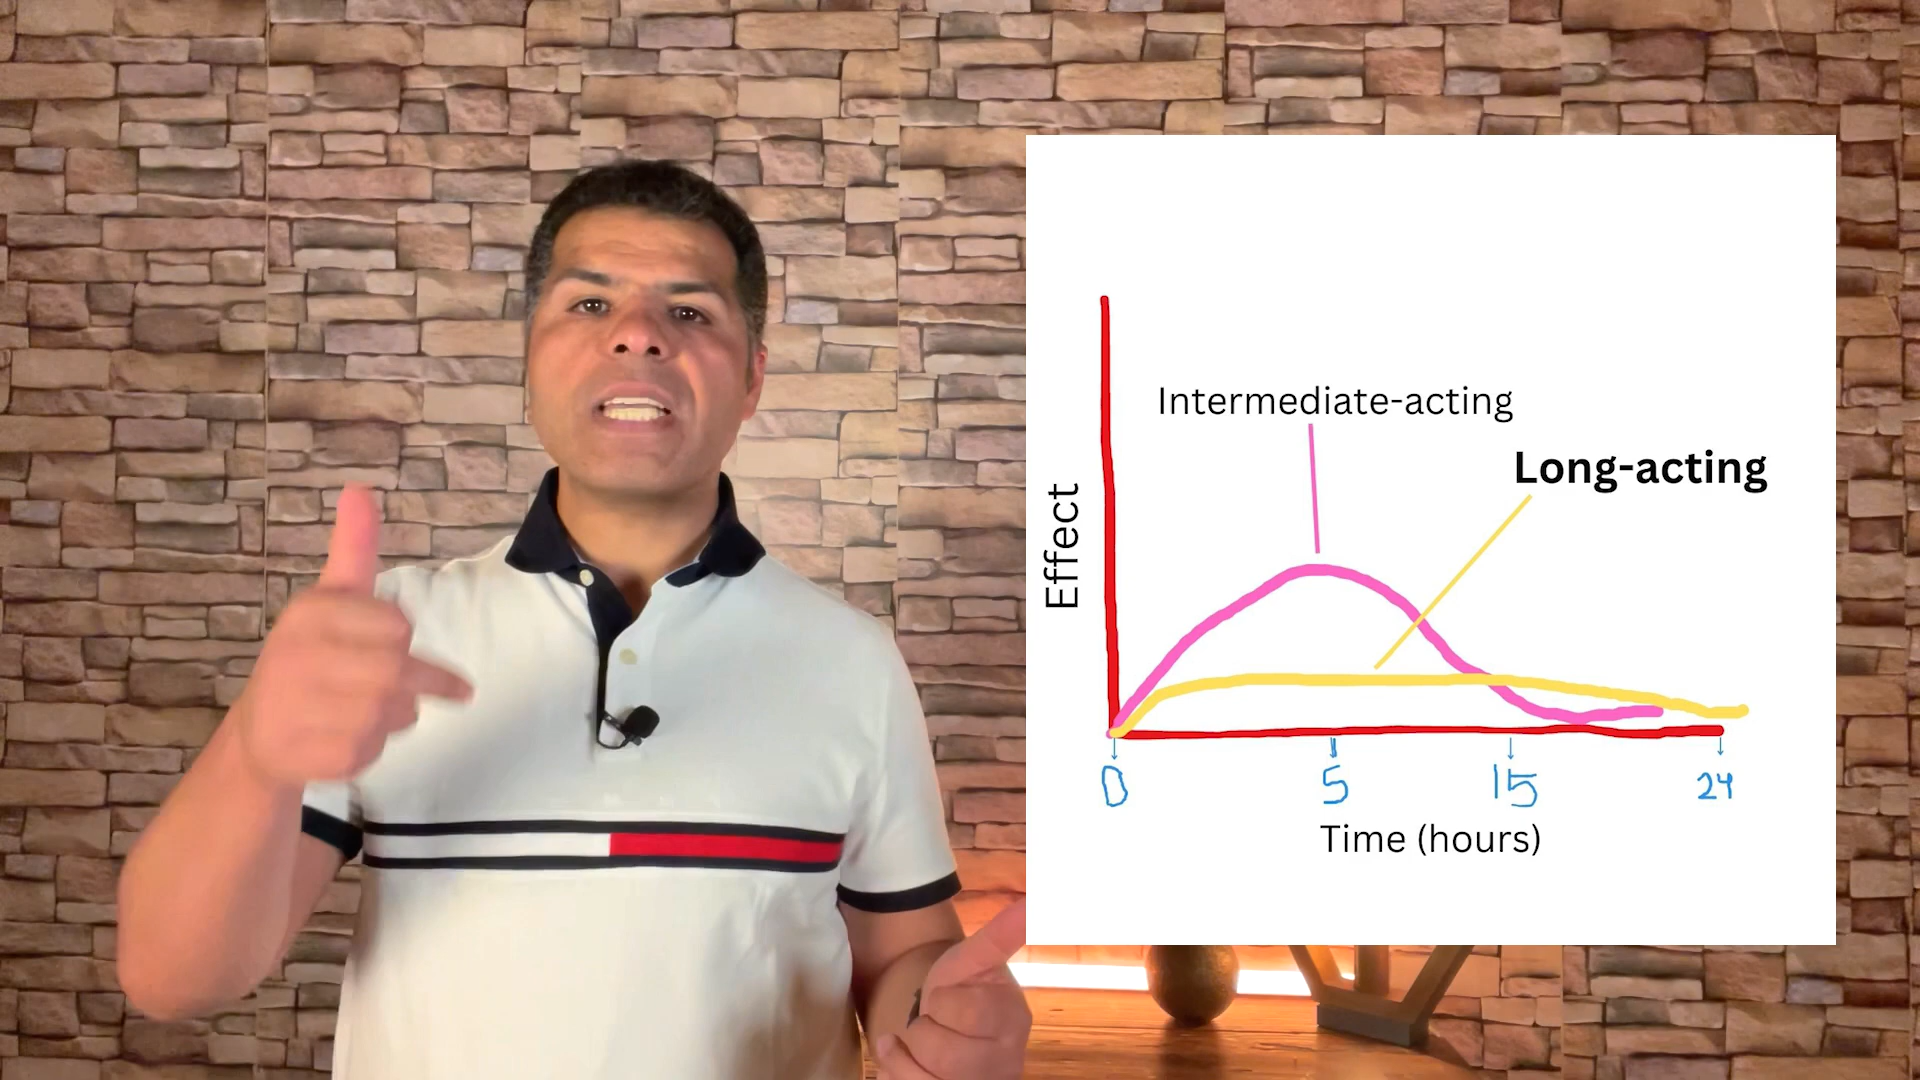 Intermediate-acting
Long-acting
Effect
0
5
15
24
Time (hours)